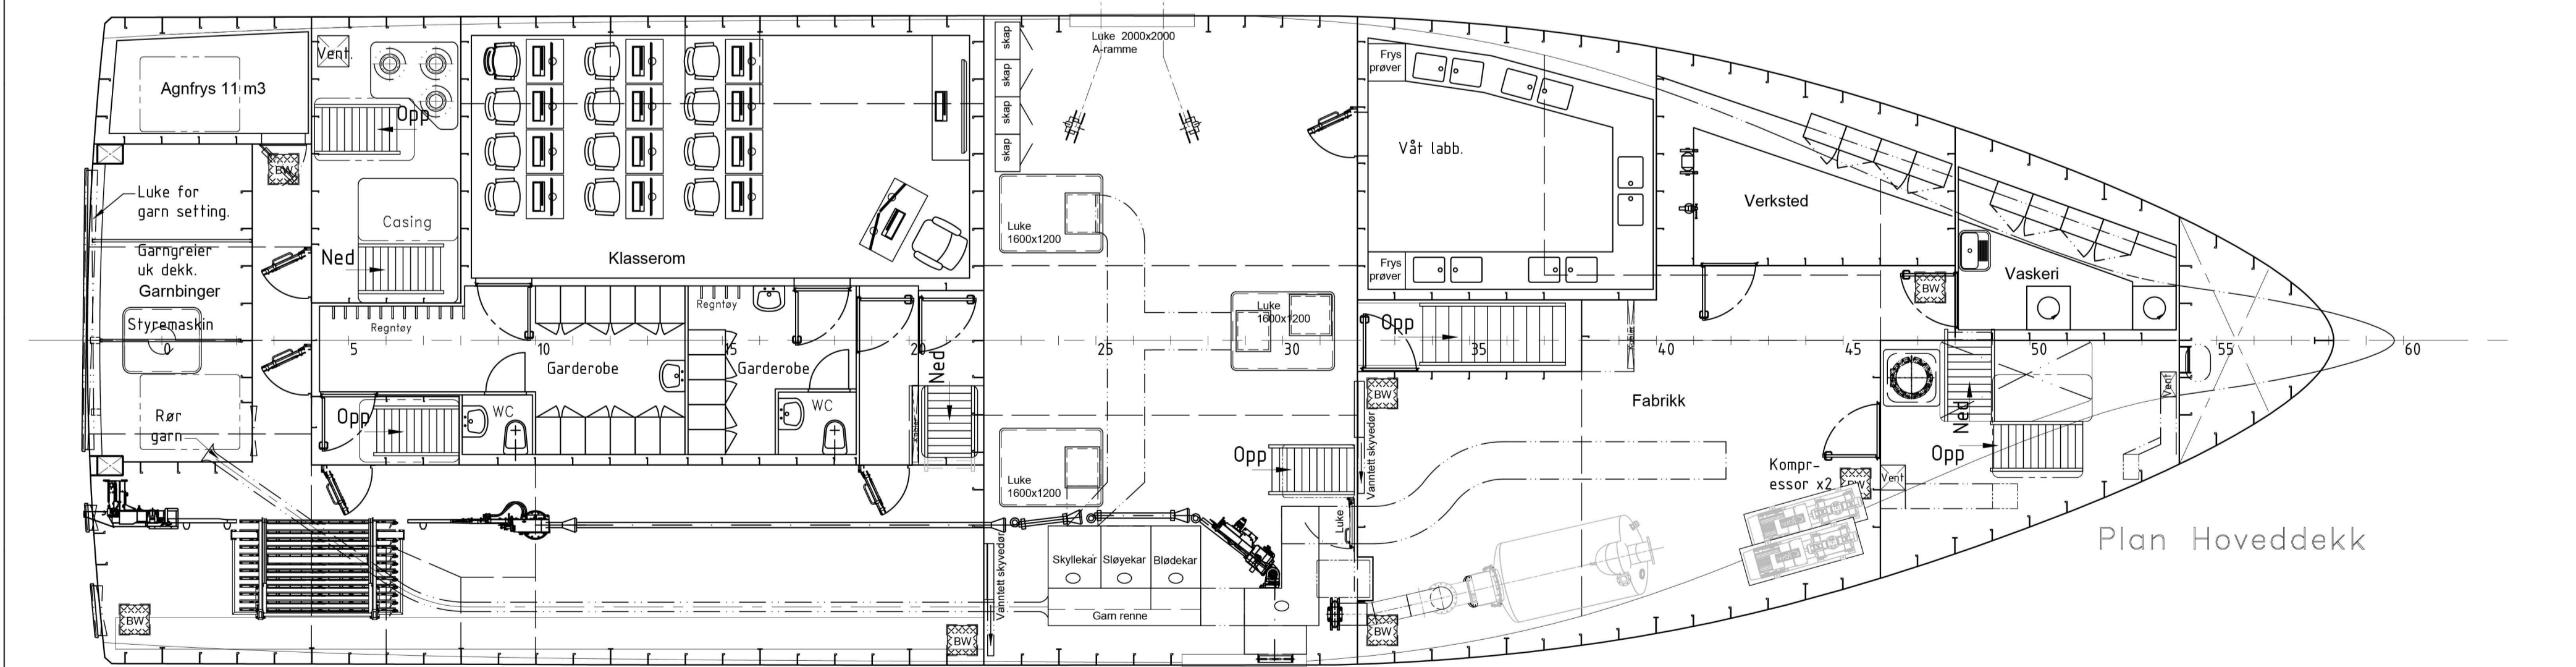 Agnfrys 11 m3
Vent.
Opp
BW
Luke for
garn setting.
Garngreier
uk dekk.
Garnbinger
Styremaskin
Rør
garn
Casing
Ned
Klasserom
Regntøy
Opp
WC
Garderobe
Regntøy
Garderobe
WC
Ned
skap
skap
skap
skap
Luke 2000x2000
A-ramme
Luke
1600x1200
Luke
1600x1200
Luke
1600x1200
Opp
Vanntett skyvedør
Luke
Vanntett skyvedør
Skyllekar
Sløyekar
Blødekar
Garn renne
BW
BW
Frys
prøver
Våt labb.
Frys
prøver
Opp
BW
Fabrikk
Kompr-
essor x2
BW
BW
Verksted
Vaskeri
BW
Ned
Opp
Vent
Vent
0
5
10
15
20
25
30
35
40
45
50
55
60
Plan Hoveddekk